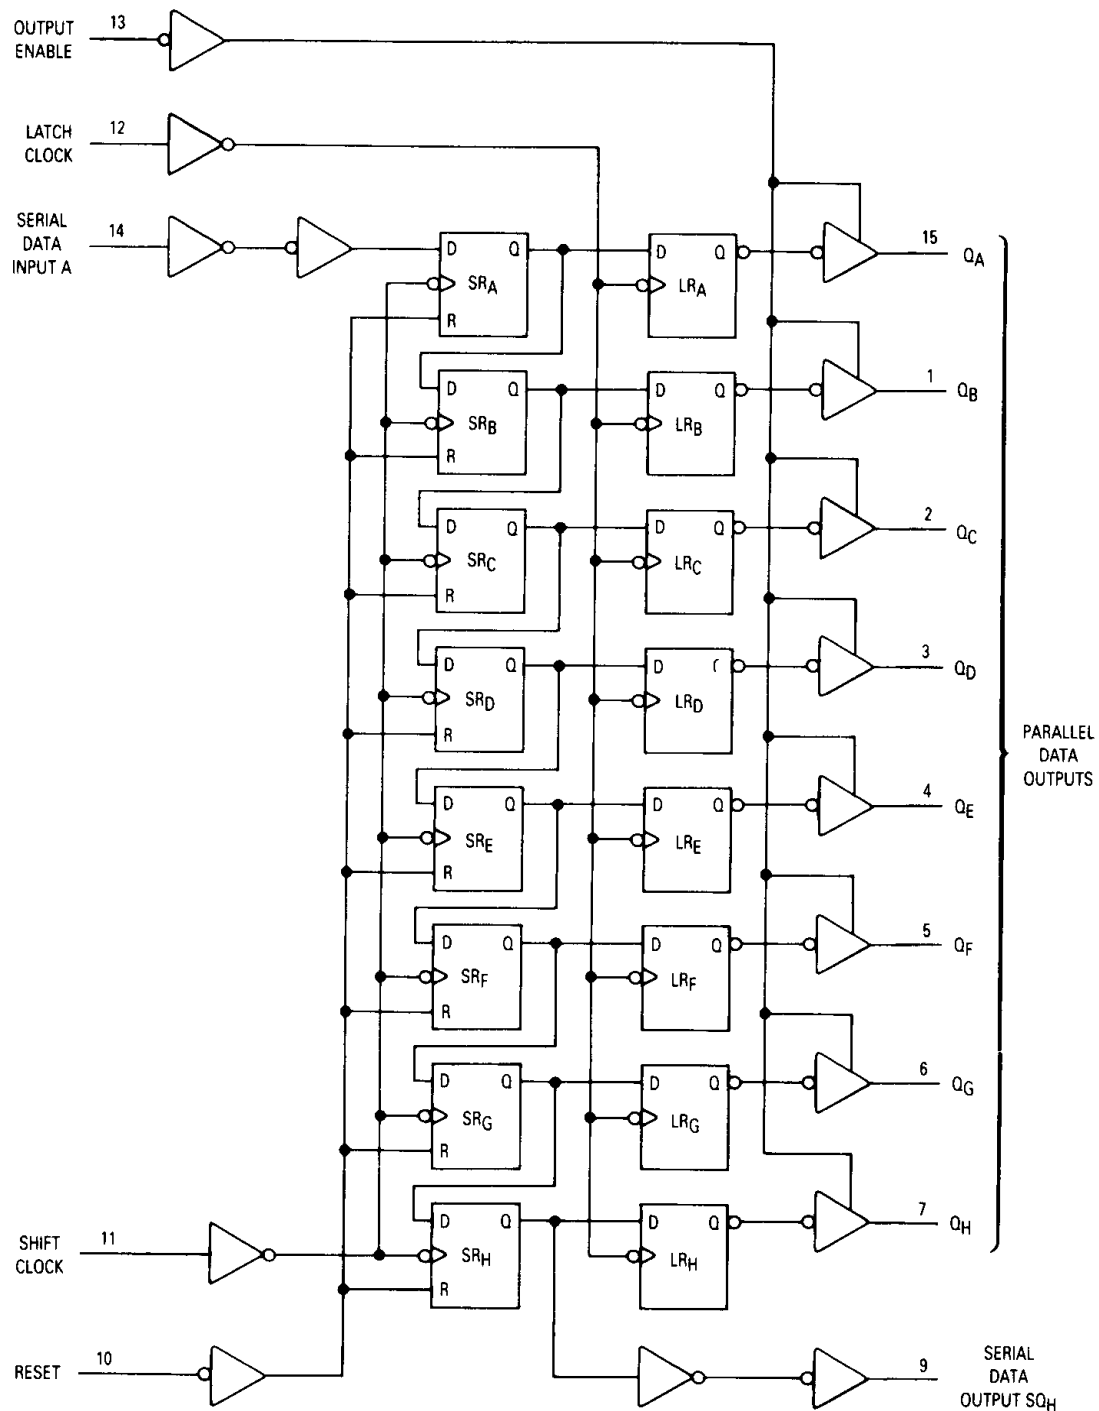 OUTPUT
ENABLE
13
LATCH
CLOCK
12
SERIAL
DATA
INPUT A
14
D Q
SRA
R
D Q
LRA
15
QA
D Q
SRB
R
D Q
LRB
1
QB
D Q
SRC
R
D Q
LRC
2
QC
D Q
SRD
R
D
LRD
3
QD
PARALLEL
DATA
OUTPUTS
D Q
SRE
R
D Q
LRE
4
QE
D Q
SRF
R
D Q
LRF
5
QF
D Q
SRG
R
D Q
LRG
6
QG
SHIFT
CLOCK
11
D Q
SRH
R
D Q
LRH
7
QH
RESET
10
9
SERIAL
DATA
OUTPUT SQH